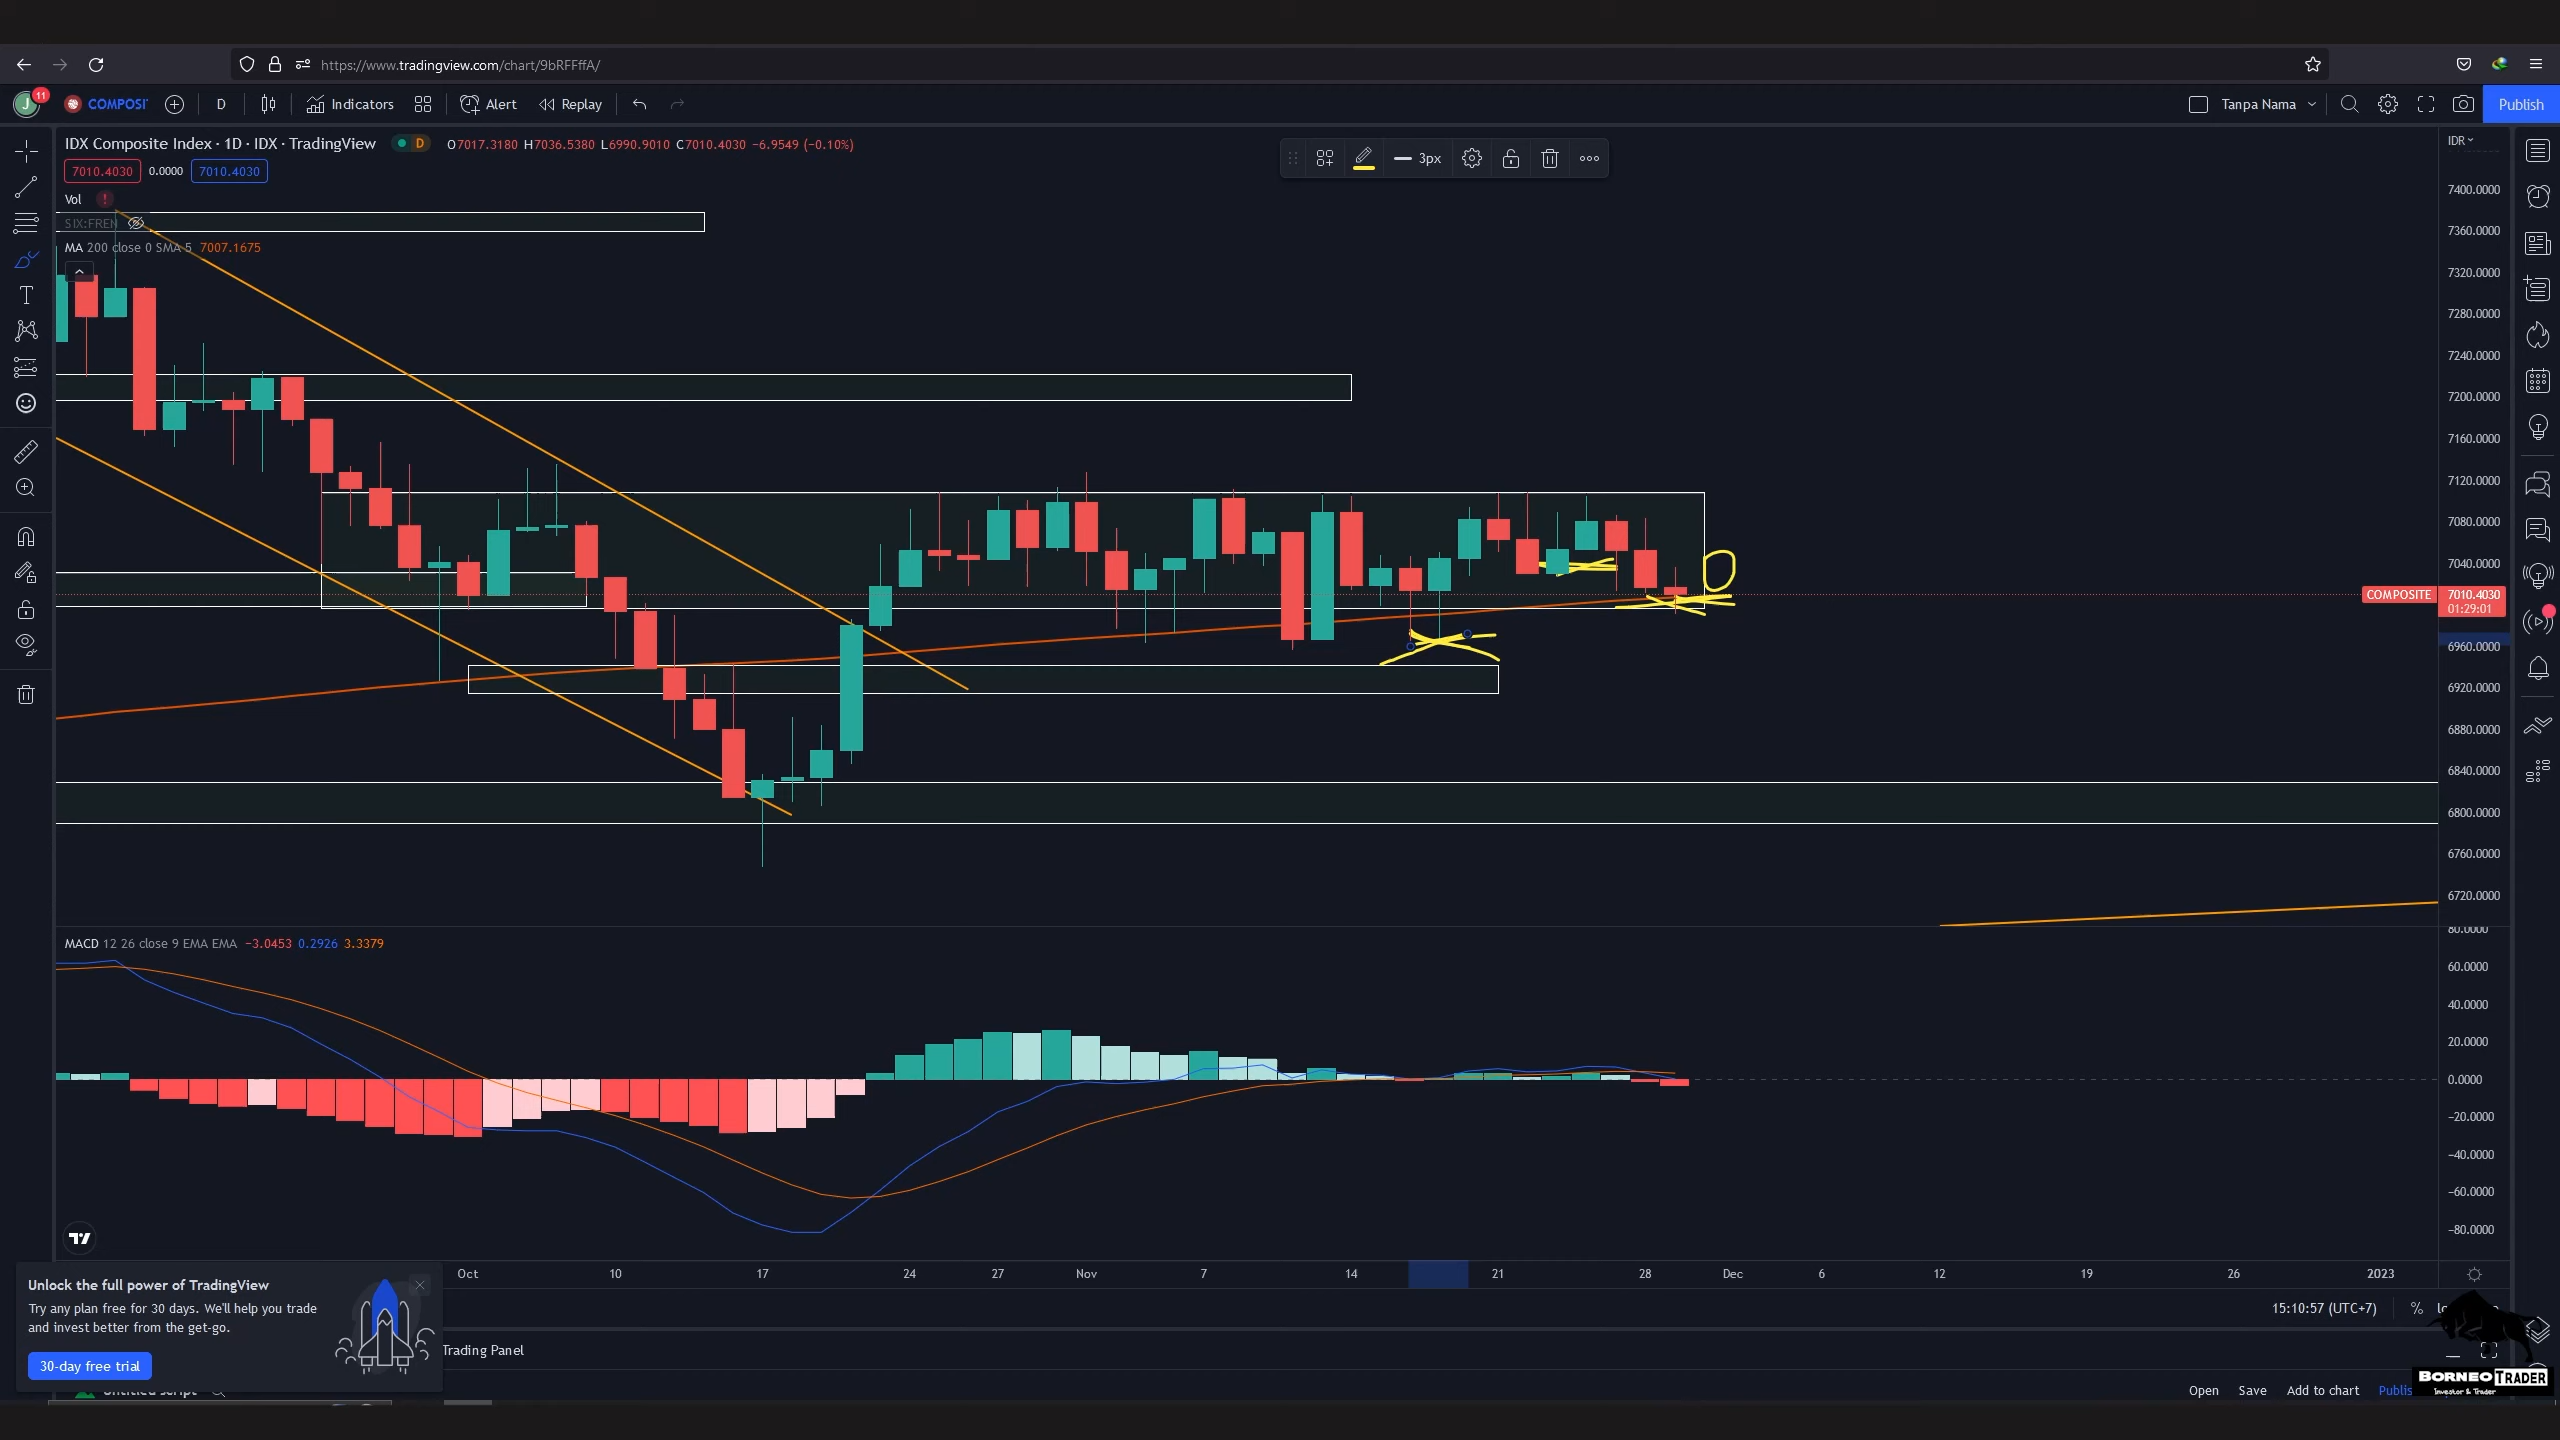 https://www.tradingview.com/chart/9bRFFffA/
J 11 COMPOSI D Indicators Alert Replay Tanpa Nama Publish
IDX Composite Index · 1D · IDX · TradingView D O7017.3180 H7036.5380 L6990.9010 C7010.4030 −6.9549 (−0.10%)
3px
IDR
7010.4030 0.0000 7010.4030
Vol
SIX:FREN
MA 200 close 0 SMA 5 7007.1675
7400.0000
7360.0000
7320.0000
7280.0000
7240.0000
7200.0000
7160.0000
7120.0000
7080.0000
7040.0000
COMPOSITE 7010.4030
01:29:01
6960.0000
6920.0000
6880.0000
6840.0000
6800.0000
6760.0000
6720.0000
MACD 12 26 close 9 EMA EMA −3.0453 0.2926 3.3379
80.0000
60.0000
40.0000
20.0000
0.0000
−20.0000
−40.0000
−60.0000
−80.0000
Oct 10 17 24 27 Nov 7 14 21 28 Dec 6 12 19 26 2023
Unlock the full power of TradingView
Try any plan free for 30 days. We'll help you trade
and invest better from the get-go.
30-day free trial
15:10:57 (UTC+7) %
Trading Panel
Untitled script
Open Save Add to chart
BORNEO TRADER
Investor & Trader